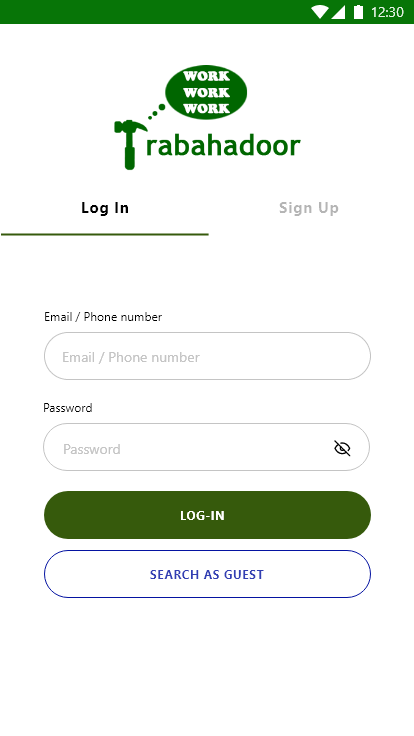 12:30
WORK
WORK
WORK
Trabahadoor
Log In
Sign Up
Email / Phone number
Email / Phone number
Password
Password
LOG-IN
SEARCH AS GUEST